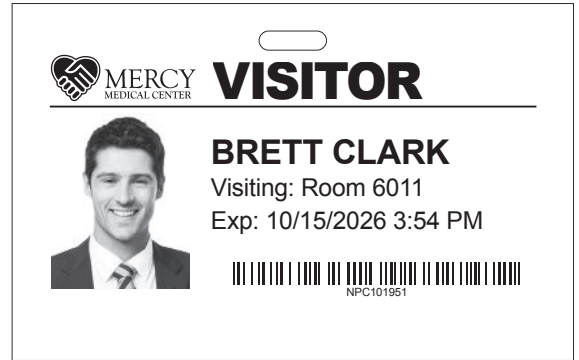 MERCY
MEDICAL CENTER
VISITOR
BRETT CLARK
Visiting: Room 6011
Exp: 10/15/2026 3:54 PM
NPC101951